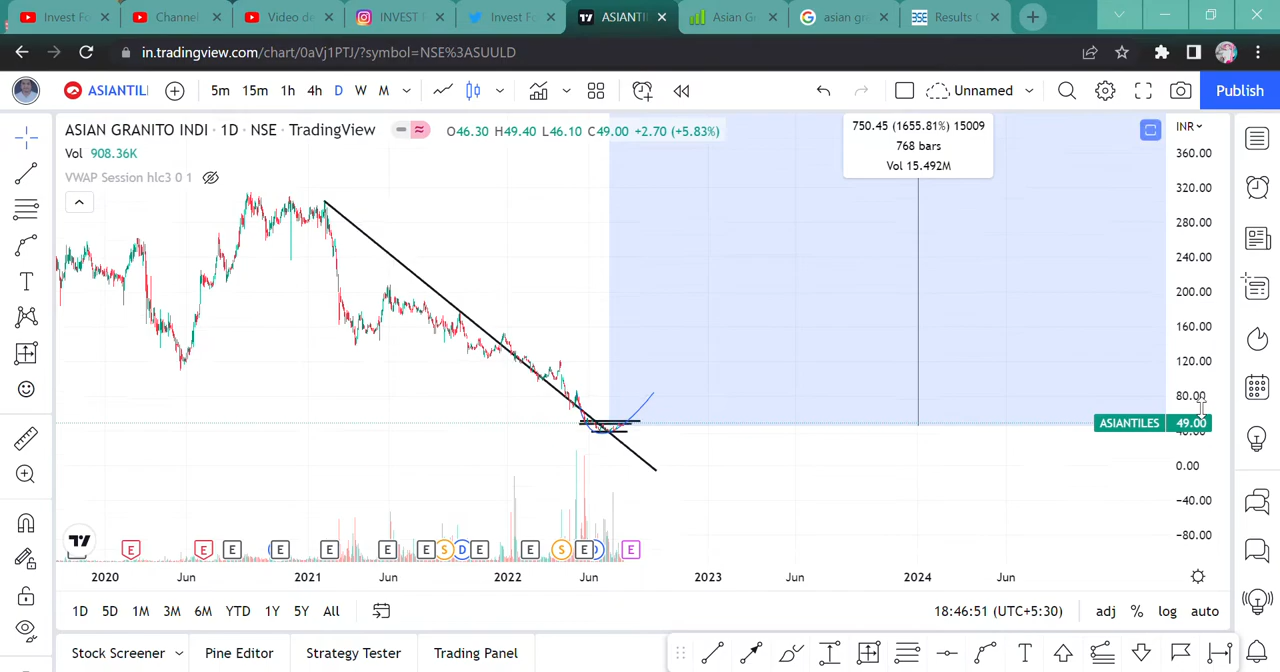 Invest Fo
Channel
Video de
INVEST F
Invest Fo
ASIANTI
Asian G
asian gr
Results
in.tradingview.com/chart/0aVj1PTJ/?symbol=NSE%3ASUULD
ASIANTIL
5m 15m 1h 4h D W M
Unnamed
Publish
ASIAN GRANITO INDI · 1D · NSE · TradingView
O46.30 H49.40 L46.10 C49.00 +2.70 (+5.83%)
Vol 908.36K
VWAP Session hlc3 0 1
750.45 (1655.81%) 15009
768 bars
Vol 15.492M
INR
360.00
320.00
280.00
240.00
200.00
160.00
120.00
80.00
ASIANTILES 49.00
40.00
0.00
−40.00
−80.00
E E E E E E E S D E E S E D E
2020 Jun 2021 Jun 2022 Jun 2023 Jun 2024 Jun
1D 5D 1M 3M 6M YTD 1Y 5Y All
18:46:51 (UTC+5:30)
adj % log auto
Stock Screener
Pine Editor
Strategy Tester
Trading Panel